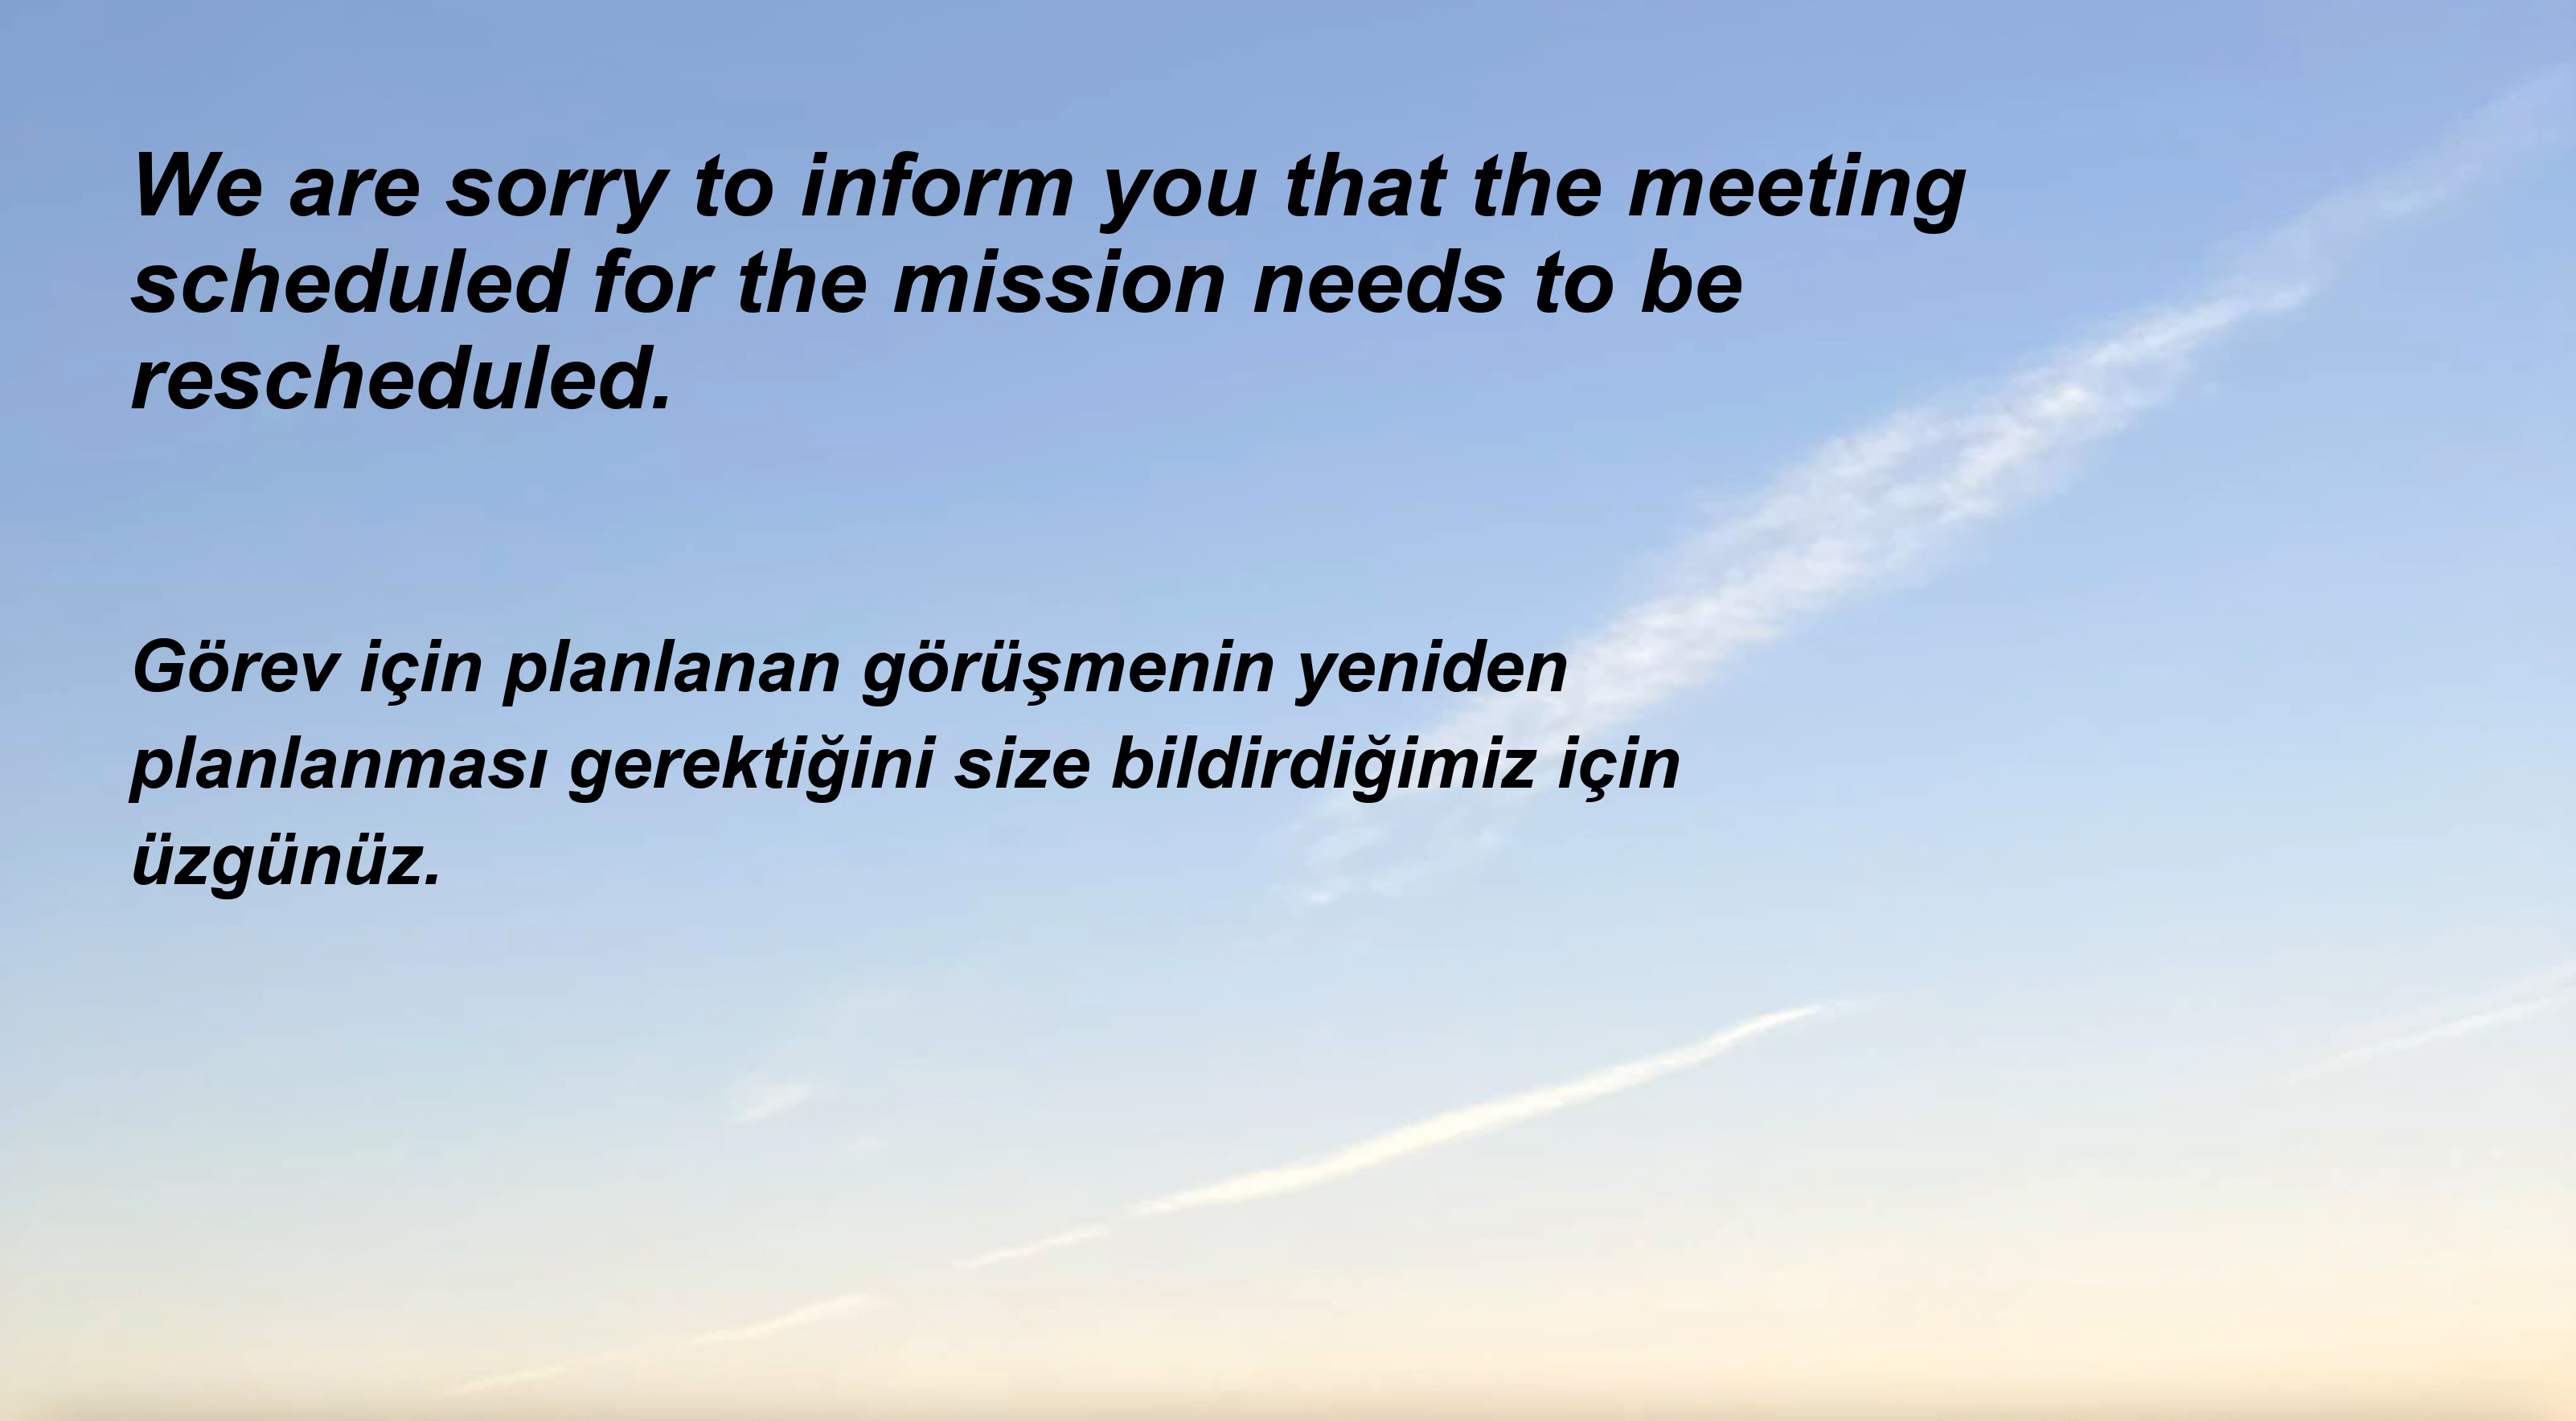 We are sorry to inform you that the meeting
scheduled for the mission needs to be
rescheduled.
Görev için planlanan görüşmenin yeniden
planlanması gerektiğini size bildirdiğimiz için
üzgünüz.